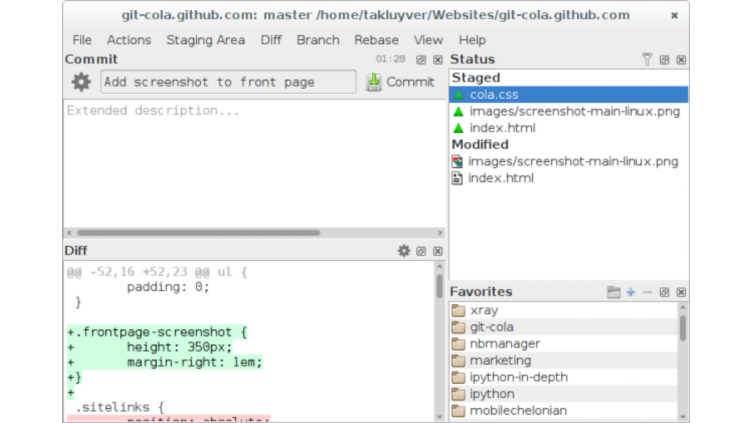 git-cola.github.com: master /home/takluyver/Websites/git-cola.github.com
File Actions Staging Area Diff Branch Rebase View Help
Commit 01:28
Add screenshot to front page Commit
Extended description...
Diff
@@ -52,16 +52,23 @@ ul {
padding: 0;
}
+.frontpage-screenshot {
+ height: 350px;
+ margin-right: 1em;
+}
+
.sitelinks {
position: absolute;
Status
Staged
cola.css
images/screenshot-main-linux.png
index.html
Modified
images/screenshot-main-linux.png
index.html
Favorites
xray
git-cola
nbmanager
marketing
ipython-in-depth
ipython
mobilechelonian